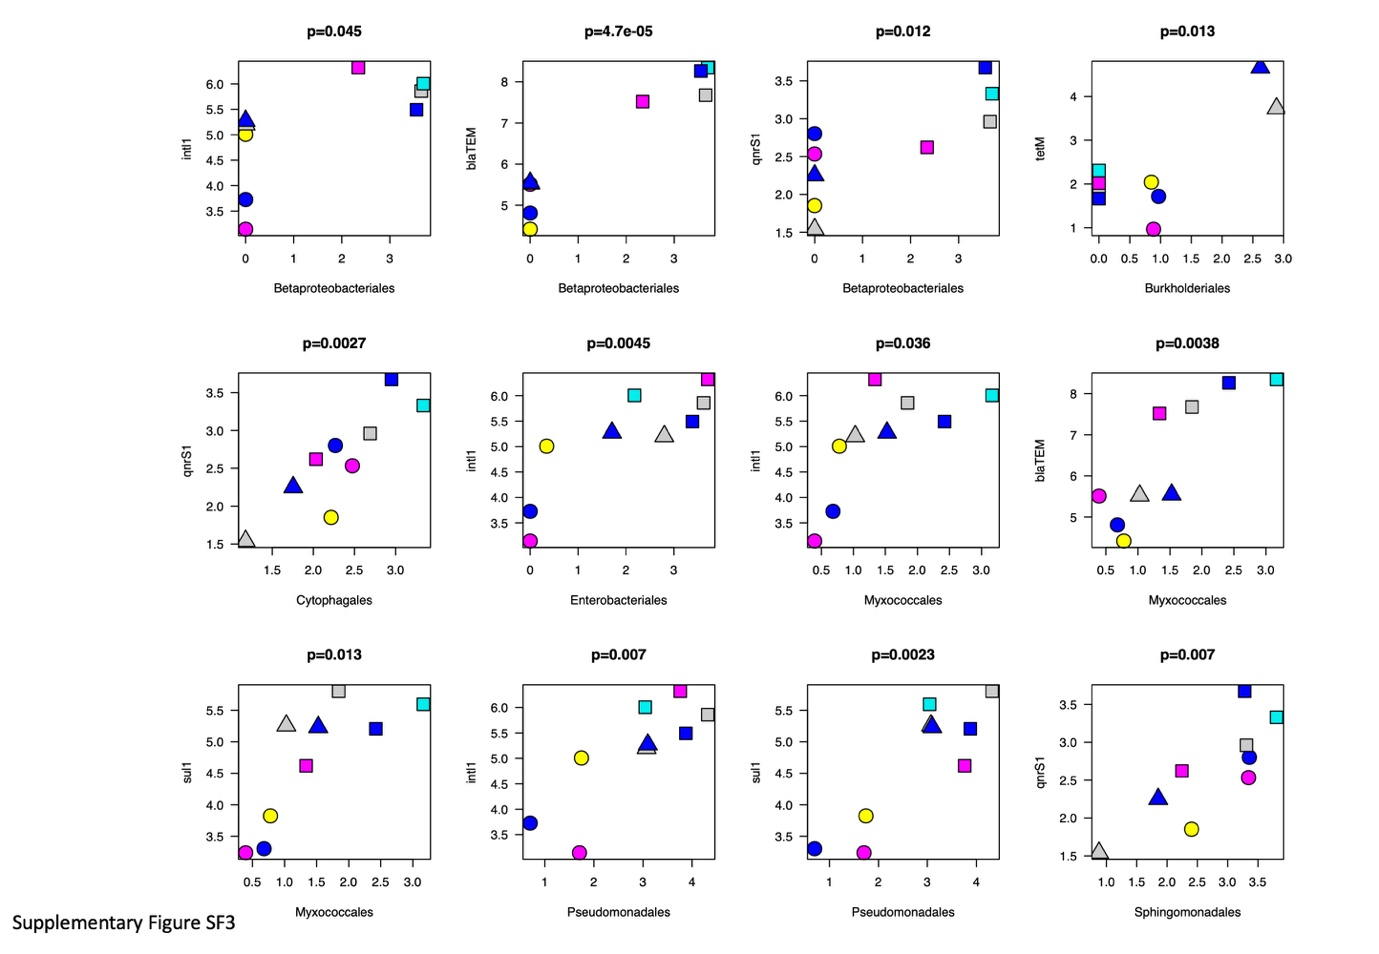 p=0.045 p=4.7e-05 p=0.012 p=0.013
intI1
6.0
5.5
5.0
4.5
4.0
3.5
0 1 2 3
Betaproteobacteriales
blaTEM
8
7
6
5
0 1 2 3
Betaproteobacteriales
qnrS1
3.5
3.0
2.5
2.0
1.5
0 1 2 3
Betaproteobacteriales
tetM
4
3
2
1
0.0 0.5 1.0 1.5 2.0 2.5 3.0
Burkholderiales
p=0.0027 p=0.0045 p=0.036 p=0.0038
qnrS1
3.5
3.0
2.5
2.0
1.5
1.5 2.0 2.5 3.0
Cytophagales
intI1
6.0
5.5
5.0
4.5
4.0
3.5
0 1 2 3
Enterobacteriales
intI1
6.0
5.5
5.0
4.5
4.0
3.5
0.5 1.0 1.5 2.0 2.5 3.0
Myxococcales
blaTEM
8
7
6
5
0.5 1.0 1.5 2.0 2.5 3.0
Myxococcales
p=0.013 p=0.007 p=0.0023 p=0.007
sul1
5.5
5.0
4.5
4.0
3.5
0.5 1.0 1.5 2.0 2.5 3.0
Myxococcales
intI1
6.0
5.5
5.0
4.5
4.0
3.5
1 2 3 4
Pseudomonadales
sul1
5.5
5.0
4.5
4.0
3.5
1 2 3 4
Pseudomonadales
qnrS1
3.5
3.0
2.5
2.0
1.5
1.0 1.5 2.0 2.5 3.0 3.5
Sphingomonadales
Supplementary Figure SF3